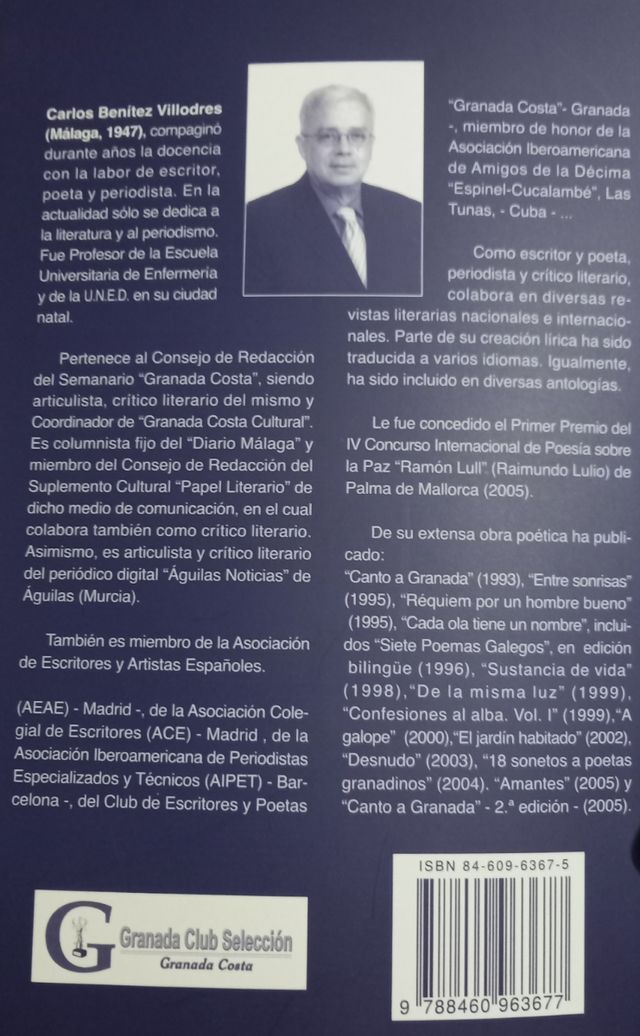 Carlos Benítez Villodres
(Málaga, 1947), compaginó
durante años la docencia
con la labor de escritor,
poeta y periodista. En la
actualidad sólo se dedica a
la literatura y al periodismo.
Fue Profesor de la Escuela
Universitaria de Enfermería
y de la U.N.E.D. en su ciudad
natal.
Pertenece al Consejo de Redacción
del Semanario “Granada Costa”, siendo
articulista, crítico literario del mismo y
Coordinador de “Granada Costa Cultural”.
Es columnista fijo del “Diario Málaga” y
miembro del Consejo de Redacción del
Suplemento Cultural “Papel Literario” de
dicho medio de comunicación, en el cual
colabora también como crítico literario.
Asimismo, es articulista y crítico literario
del periódico digital “Águilas Noticias” de
Águilas (Murcia).
También es miembro de la Asociación
de Escritores y Artistas Españoles.
(AEAE) - Madrid -, de la Asociación Cole-
gial de Escritores (ACE) - Madrid , de la
Asociación Iberoamericana de Periodistas
Especializados y Técnicos (AIPET) - Bar-
celona -, del Club de Escritores y Poetas
“Granada Costa”- Granada
-, miembro de honor de la
Asociación Iberoamericana
de Amigos de la Décima
“Espinel-Cucalambé”, Las
Tunas, - Cuba - ...
Como escritor y poeta,
periodista y crítico literario,
colabora en diversas re-
vistas literarias nacionales e internacio-
nales. Parte de su creación lírica ha sido
traducida a varios idiomas. Igualmente,
ha sido incluido en diversas antologías.
Le fue concedido el Primer Premio del
IV Concurso Internacional de Poesía sobre
la Paz “Ramón Lull” (Raimundo Lulio) de
Palma de Mallorca (2005).
De su extensa obra poética ha publi-
cado:
“Canto a Granada” (1993), “Entre sonrisas”
(1995), “Réquiem por un hombre bueno”
(1995), “Cada ola tiene un nombre”, inclui-
dos “Siete Poemas Galegos”, en edición
bilingüe (1996), “Sustancia de vida”
(1998),“De la misma luz” (1999),
“Confesiones al alba. Vol. I” (1999),“A
galope” (2000),“El jardín habitado” (2002),
“Desnudo” (2003), “18 sonetos a poetas
granadinos” (2004). “Amantes” (2005) y
“Canto a Granada” - 2.ª edición - (2005).
G Granada Club Selección
Granada Costa
ISBN 84-609-6367-5
9 788460 963677